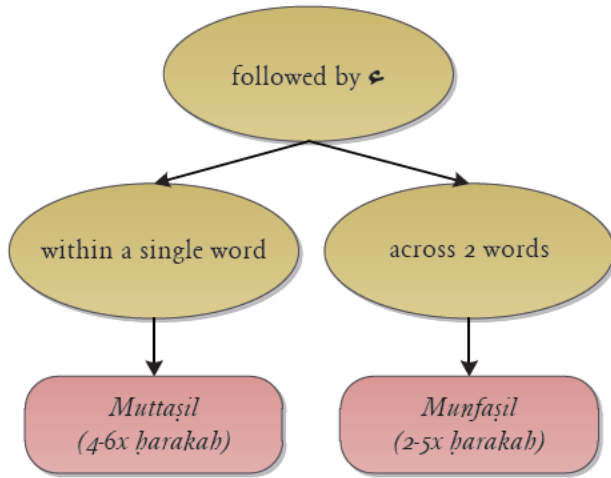 followed by ء
within a single word
across 2 words
Muttaṣil
(4-6x ḥarakah)
Munfaṣil
(2-5x ḥarakah)